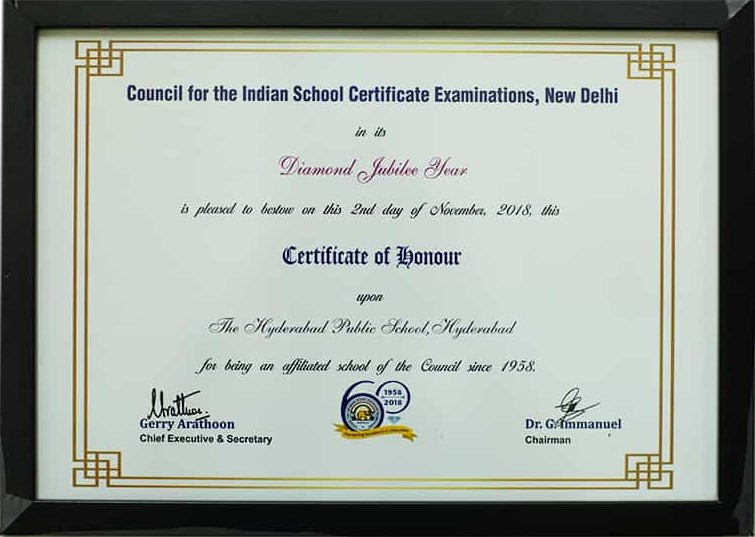 Council for the Indian School Certificate Examinations, New Delhi
in its
Diamond Jubilee Year
is pleased to bestow on this 2nd day of November, 2018, this
Certificate of Honour
upon
The Hyderabad Public School, Hyderabad
for being an affiliated school of the Council since 1958.
1958
2018
Gerry Arathoon
Chief Executive & Secretary
Dr. G. Immanuel
Chairman